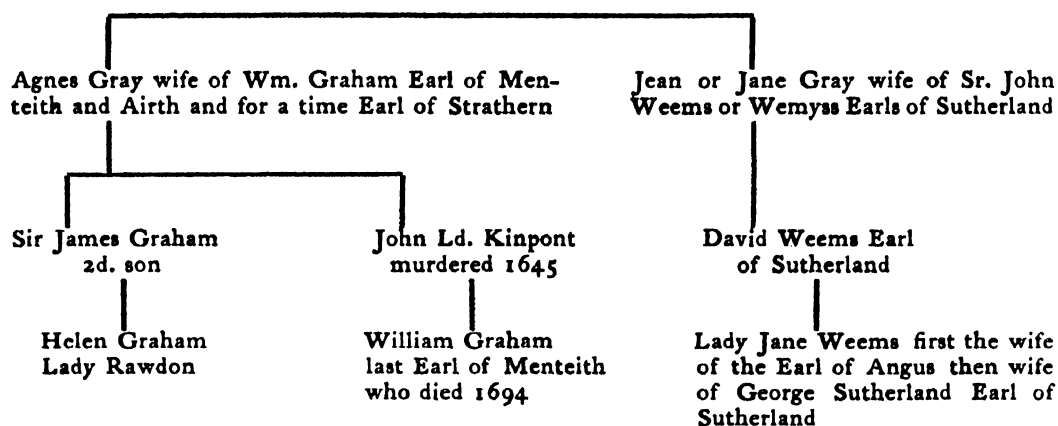 Agnes Gray wife of Wm. Graham Earl of Men-
teith and Airth and for a time Earl of Strathern
Jean or Jane Gray wife of Sr. John
Weems or Wemyss Earls of Sutherland
Sir James Graham
2d. son
John Ld. Kinpont
murdered 1645
David Weems Earl
of Sutherland
Helen Graham
Lady Rawdon
William Graham
last Earl of Menteith
who died 1694
Lady Jane Weems first the wife
of the Earl of Angus then wife
of George Sutherland Earl of
Sutherland